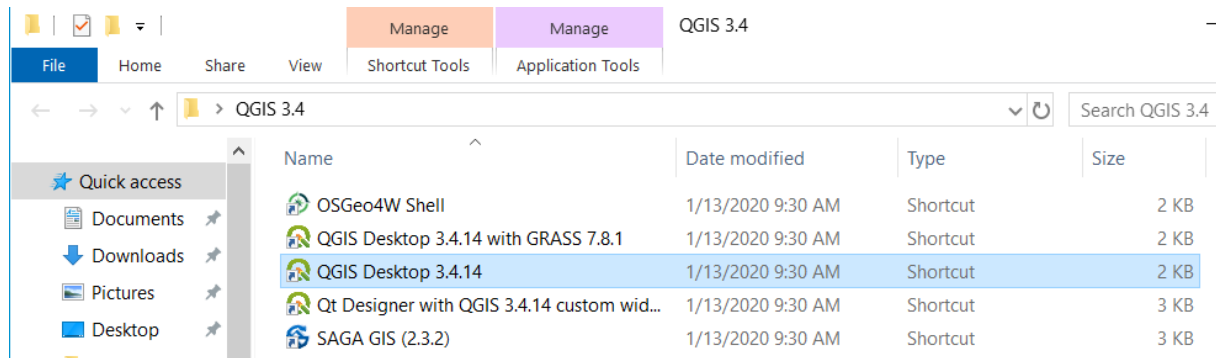 Manage Manage QGIS 3.4
File Home Share View Shortcut Tools Application Tools
QGIS 3.4 Search QGIS 3.4
Name Date modified Type Size
Quick access
Documents
Downloads
Pictures
Desktop
OSGeo4W Shell 1/13/2020 9:30 AM Shortcut 2 KB
QGIS Desktop 3.4.14 with GRASS 7.8.1 1/13/2020 9:30 AM Shortcut 2 KB
QGIS Desktop 3.4.14 1/13/2020 9:30 AM Shortcut 2 KB
Qt Designer with QGIS 3.4.14 custom wid... 1/13/2020 9:30 AM Shortcut 3 KB
SAGA GIS (2.3.2) 1/13/2020 9:30 AM Shortcut 3 KB